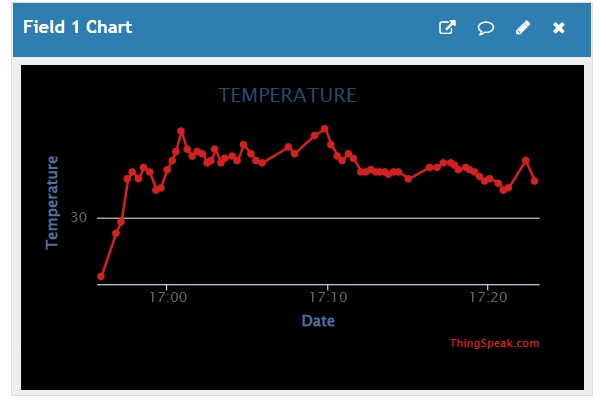 Field 1 Chart
TEMPERATURE
Temperature
30
17:00 17:10 17:20
Date
ThingSpeak.com